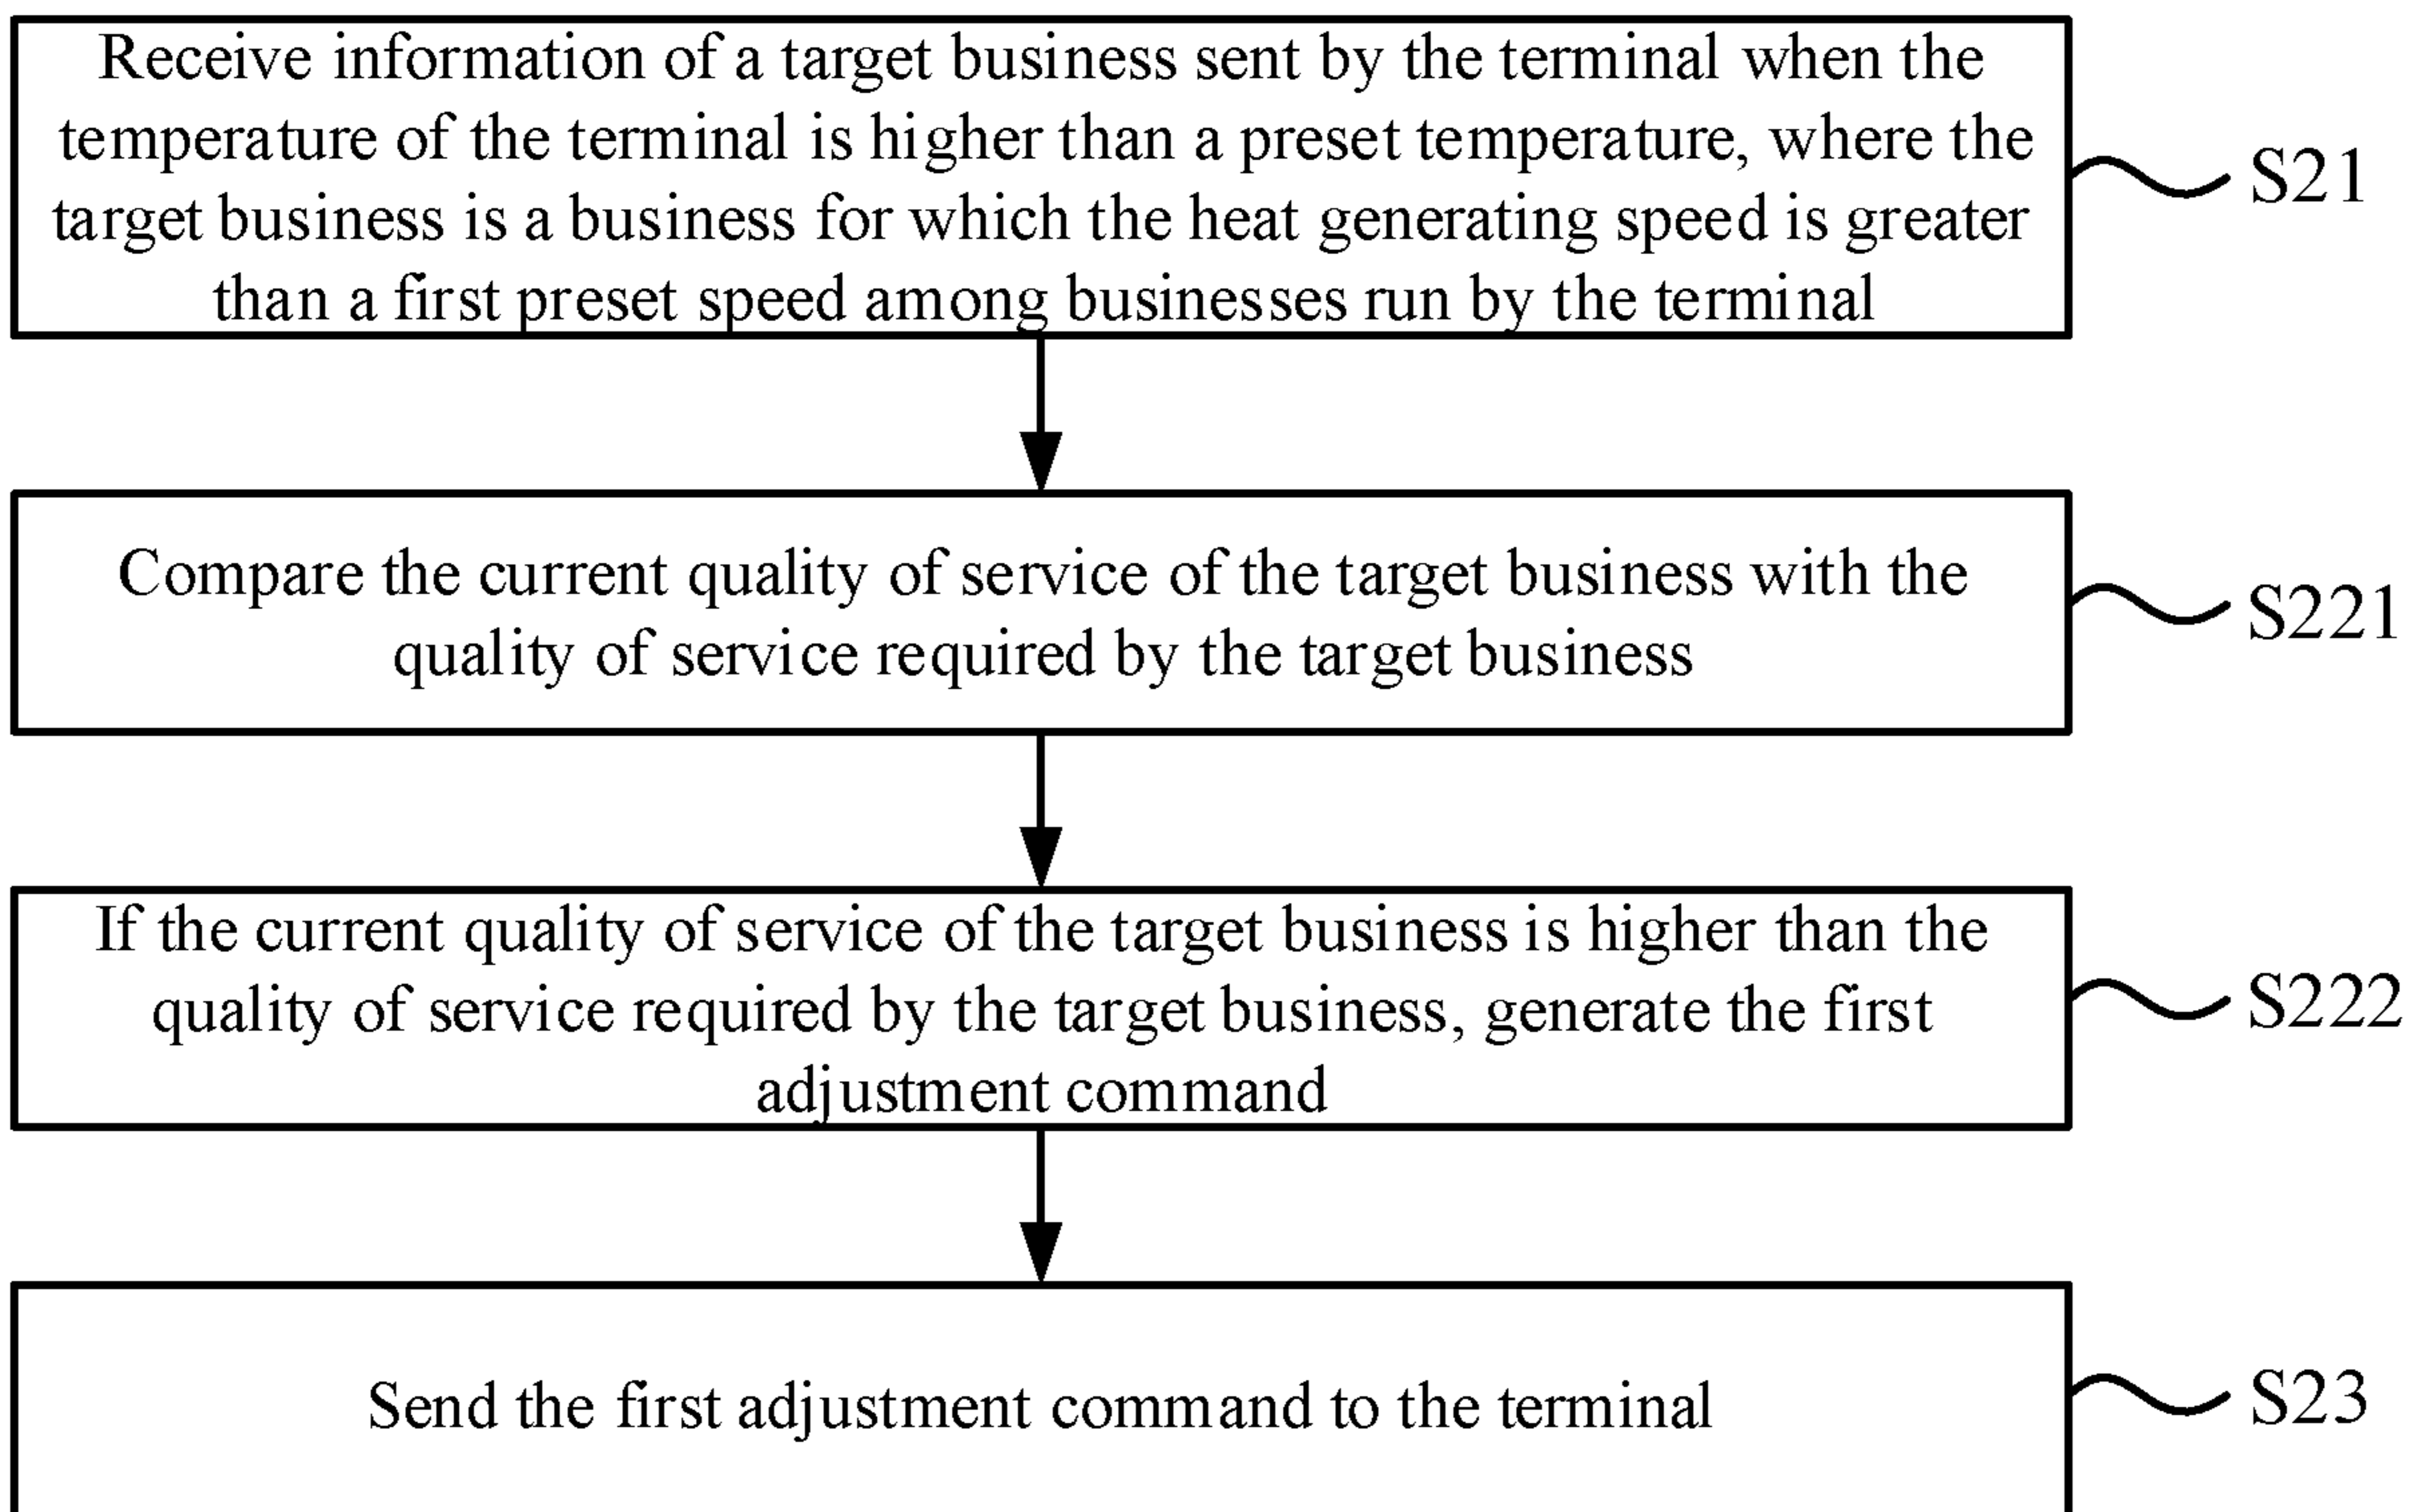 Receive information of a target business sent by the terminal when the
temperature of the terminal is higher than a preset temperature, where the
target business is a business for which the heat generating speed is greater
than a first preset speed among businesses run by the terminal
S21
Compare the current quality of service of the target business with the
quality of service required by the target business
S221
If the current quality of service of the target business is higher than the
quality of service required by the target business, generate the first
adjustment command
S222
Send the first adjustment command to the terminal
S23